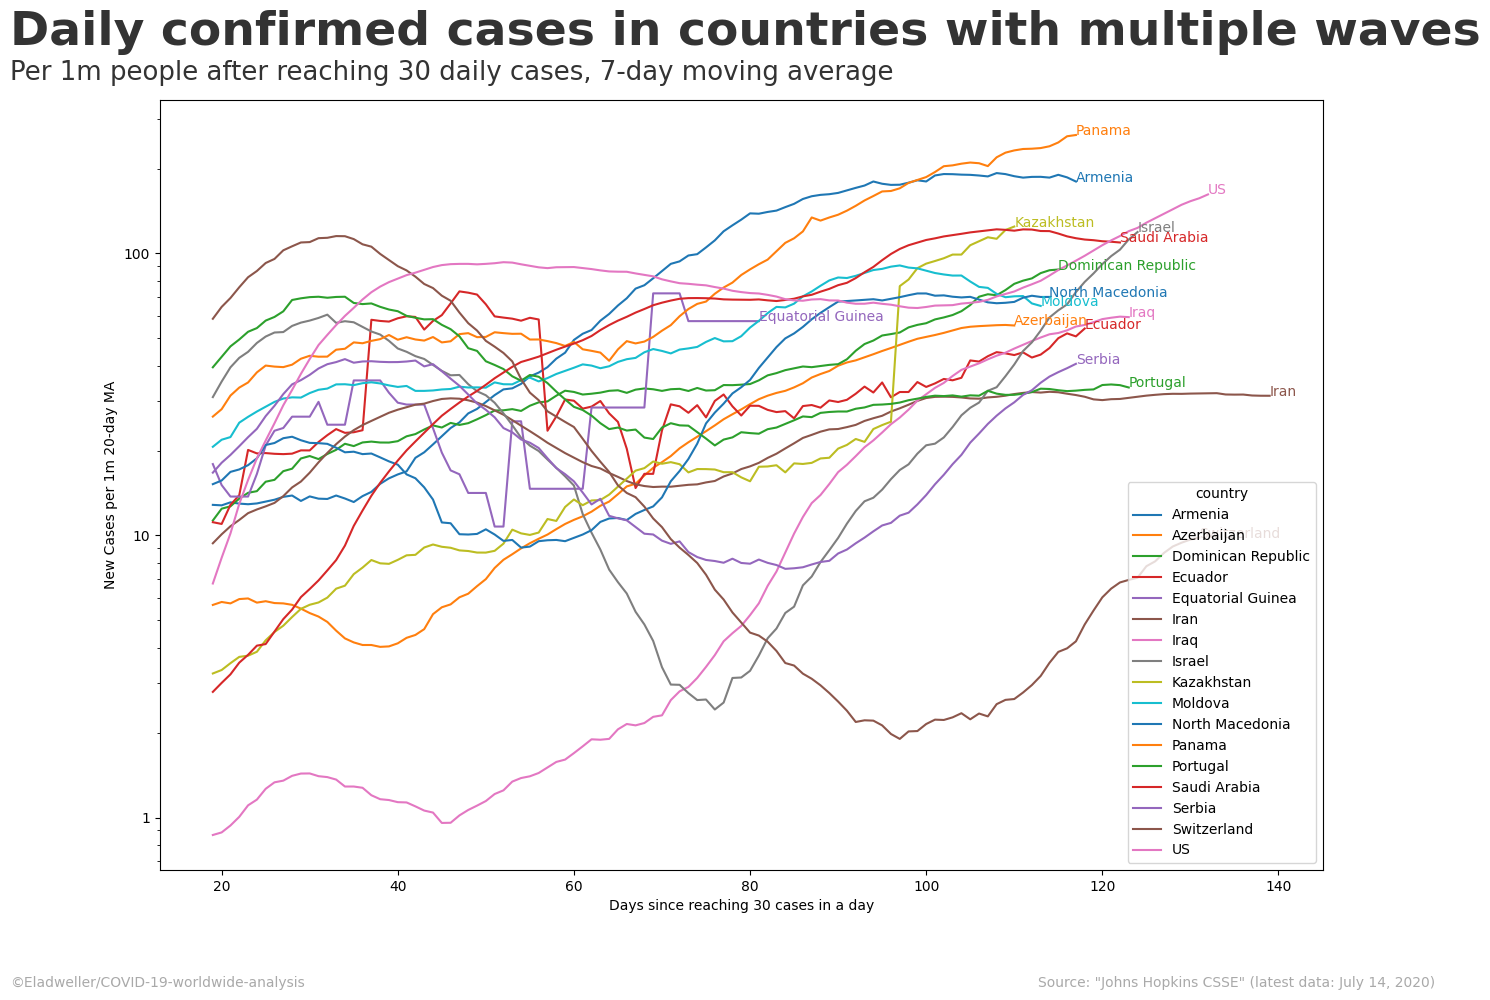 Daily confirmed cases in countries with multiple waves
Per 1m people after reaching 30 daily cases, 7-day moving average
Panama
Armenia
US
Kazakhstan
Israel
Saudi Arabia
Dominican Republic
North Macedonia
Moldova
Iraq
Equatorial Guinea
Azerbaijan
Ecuador
Serbia
Portugal
Iran
100
10
1
New Cases per 1m 20-day MA
country
Armenia
Azerbaijan
Dominican Republic
Ecuador
Equatorial Guinea
Iran
Iraq
Israel
Kazakhstan
Moldova
North Macedonia
Panama
Portugal
Saudi Arabia
Serbia
Switzerland
US
20 40 60 80 100 120 140
Days since reaching 30 cases in a day
©Eladweller/COVID-19-worldwide-analysis
Source: "Johns Hopkins CSSE" (latest data: July 14, 2020)